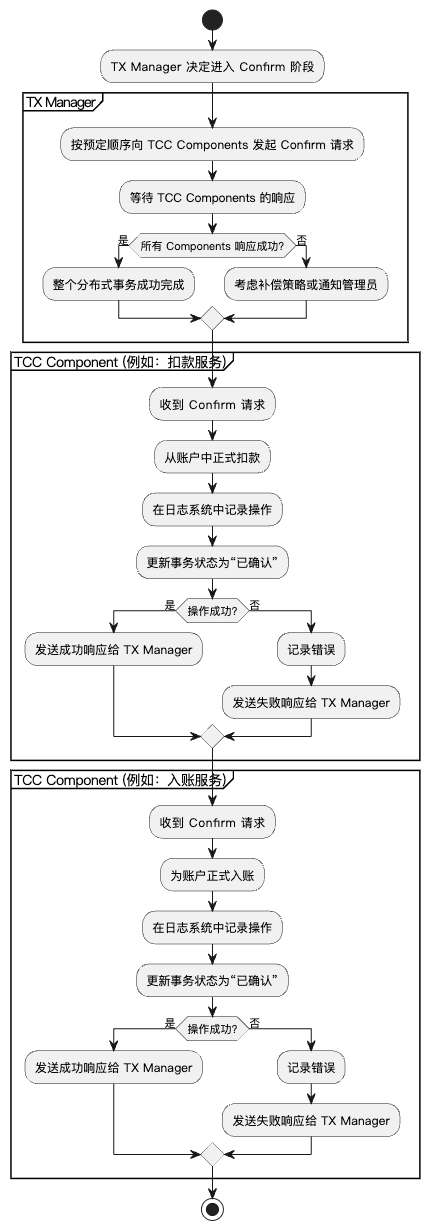 TX Manager 决定进入 Confirm 阶段
TX Manager
按预定顺序向 TCC Components 发起 Confirm 请求
等待 TCC Components 的响应
所有 Components 响应成功?
是
否
整个分布式事务成功完成
考虑补偿策略或通知管理员
TCC Component (例如：扣款服务)
收到 Confirm 请求
从账户中正式扣款
在日志系统中记录操作
更新事务状态为“已确认”
操作成功?
是
否
发送成功响应给 TX Manager
记录错误
发送失败响应给 TX Manager
TCC Component (例如：入账服务)
收到 Confirm 请求
为账户正式入账
在日志系统中记录操作
更新事务状态为“已确认”
操作成功?
是
否
发送成功响应给 TX Manager
记录错误
发送失败响应给 TX Manager